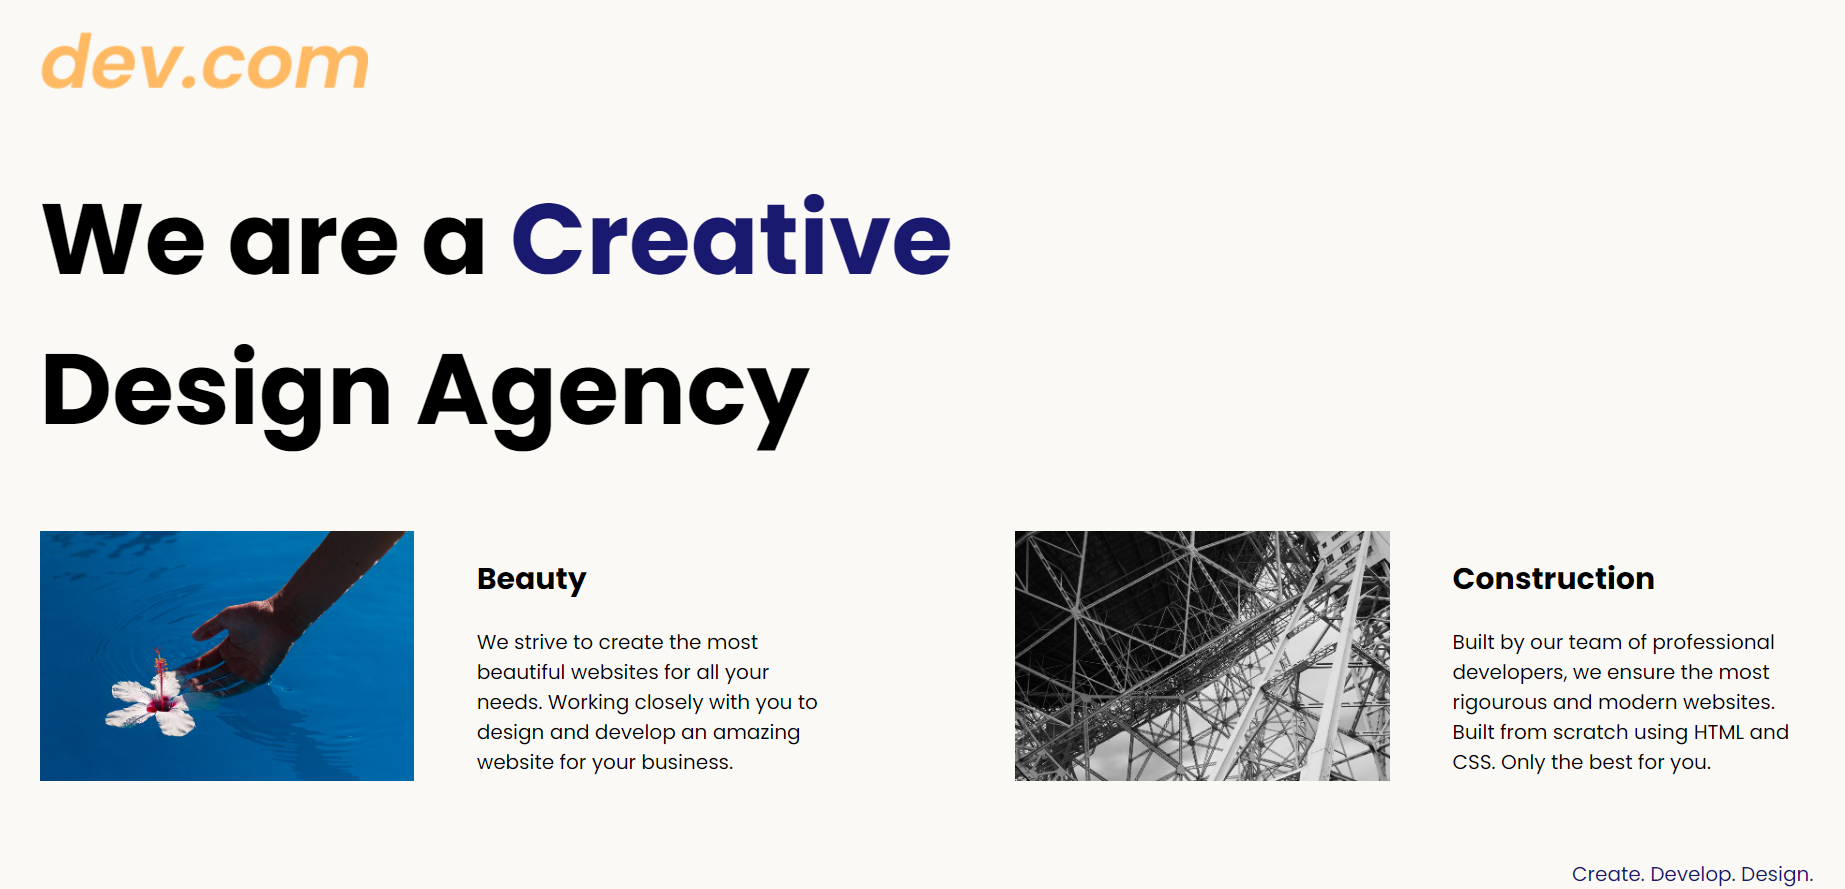 dev.com
We are a Creative
Design Agency
Beauty
We strive to create the most
beautiful websites for all your
needs. Working closely with you to
design and develop an amazing
website for your business.
Construction
Built by our team of professional
developers, we ensure the most
rigourous and modern websites.
Built from scratch using HTML and
CSS. Only the best for you.
Create. Develop. Design.